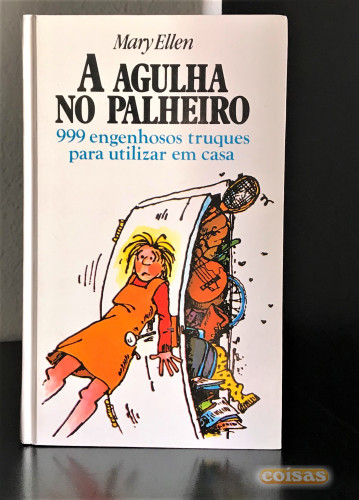 Mary Ellen
A AGULHA
NO PALHEIRO
999 engenhosos truques
para utilizar em casa
coisas